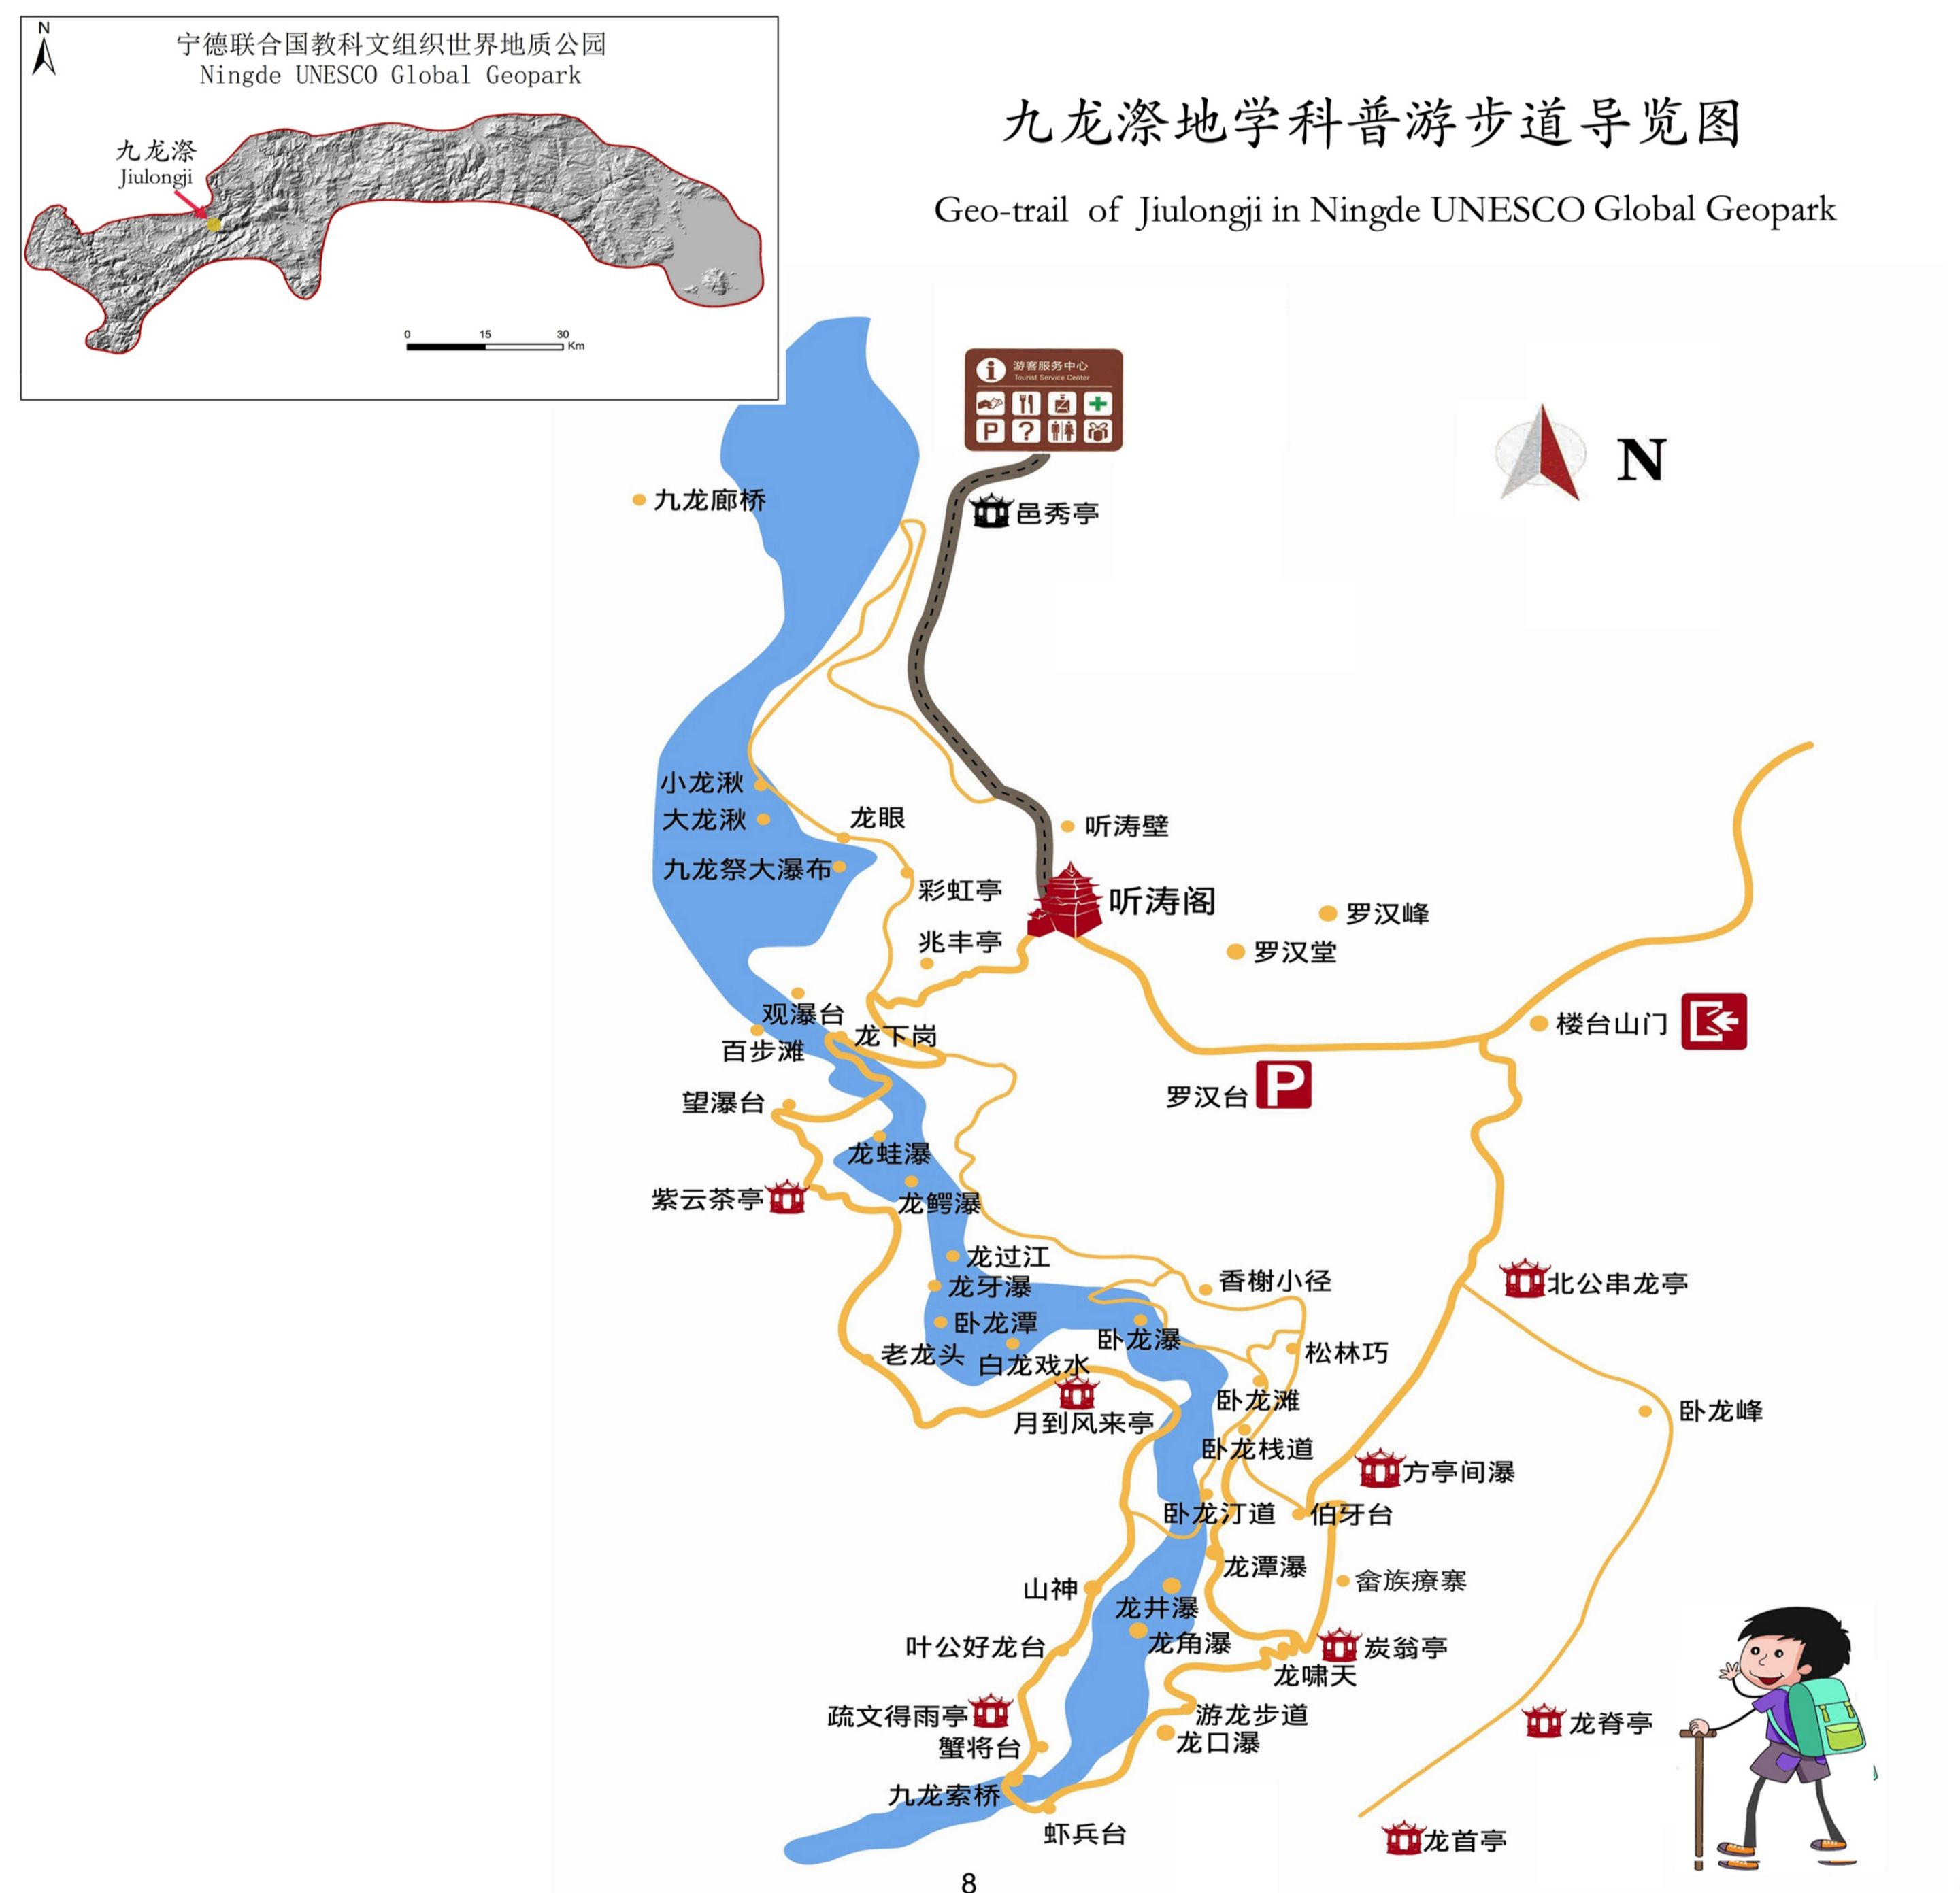 N
宁德联合国教科文组织世界地质公园
Ningde UNESCO Global Geopark
九龙漈
Jiulongji
0 15 30
Km
九龙漈地学科普游步道导览图
Geo-trail of Jiulongji in Ningde UNESCO Global Geopark
i 游客服务中心
Tourist Service Center
P ?
N
九龙廊桥
邑秀亭
小龙湫
大龙湫
龙眼
听涛壁
九龙祭大瀑布
彩虹亭
听涛阁
罗汉峰
兆丰亭
罗汉堂
观瀑台
龙下岗
楼台山门
百步滩
罗汉台 P
望瀑台
龙蛙瀑
紫云茶亭
龙鳄瀑
龙过江
龙牙瀑
香榭小径
北公串龙亭
卧龙潭
卧龙瀑
老龙头
白龙戏水
松林巧
月到风来亭
卧龙滩
卧龙峰
卧龙栈道
方亭间瀑
卧龙汀道
伯牙台
龙潭瀑
畲族療寨
山神
龙井瀑
叶公好龙台
龙角瀑
炭翁亭
龙啸天
疏文得雨亭
游龙步道
龙脊亭
蟹将台
龙口瀑
九龙索桥
虾兵台
龙首亭
8